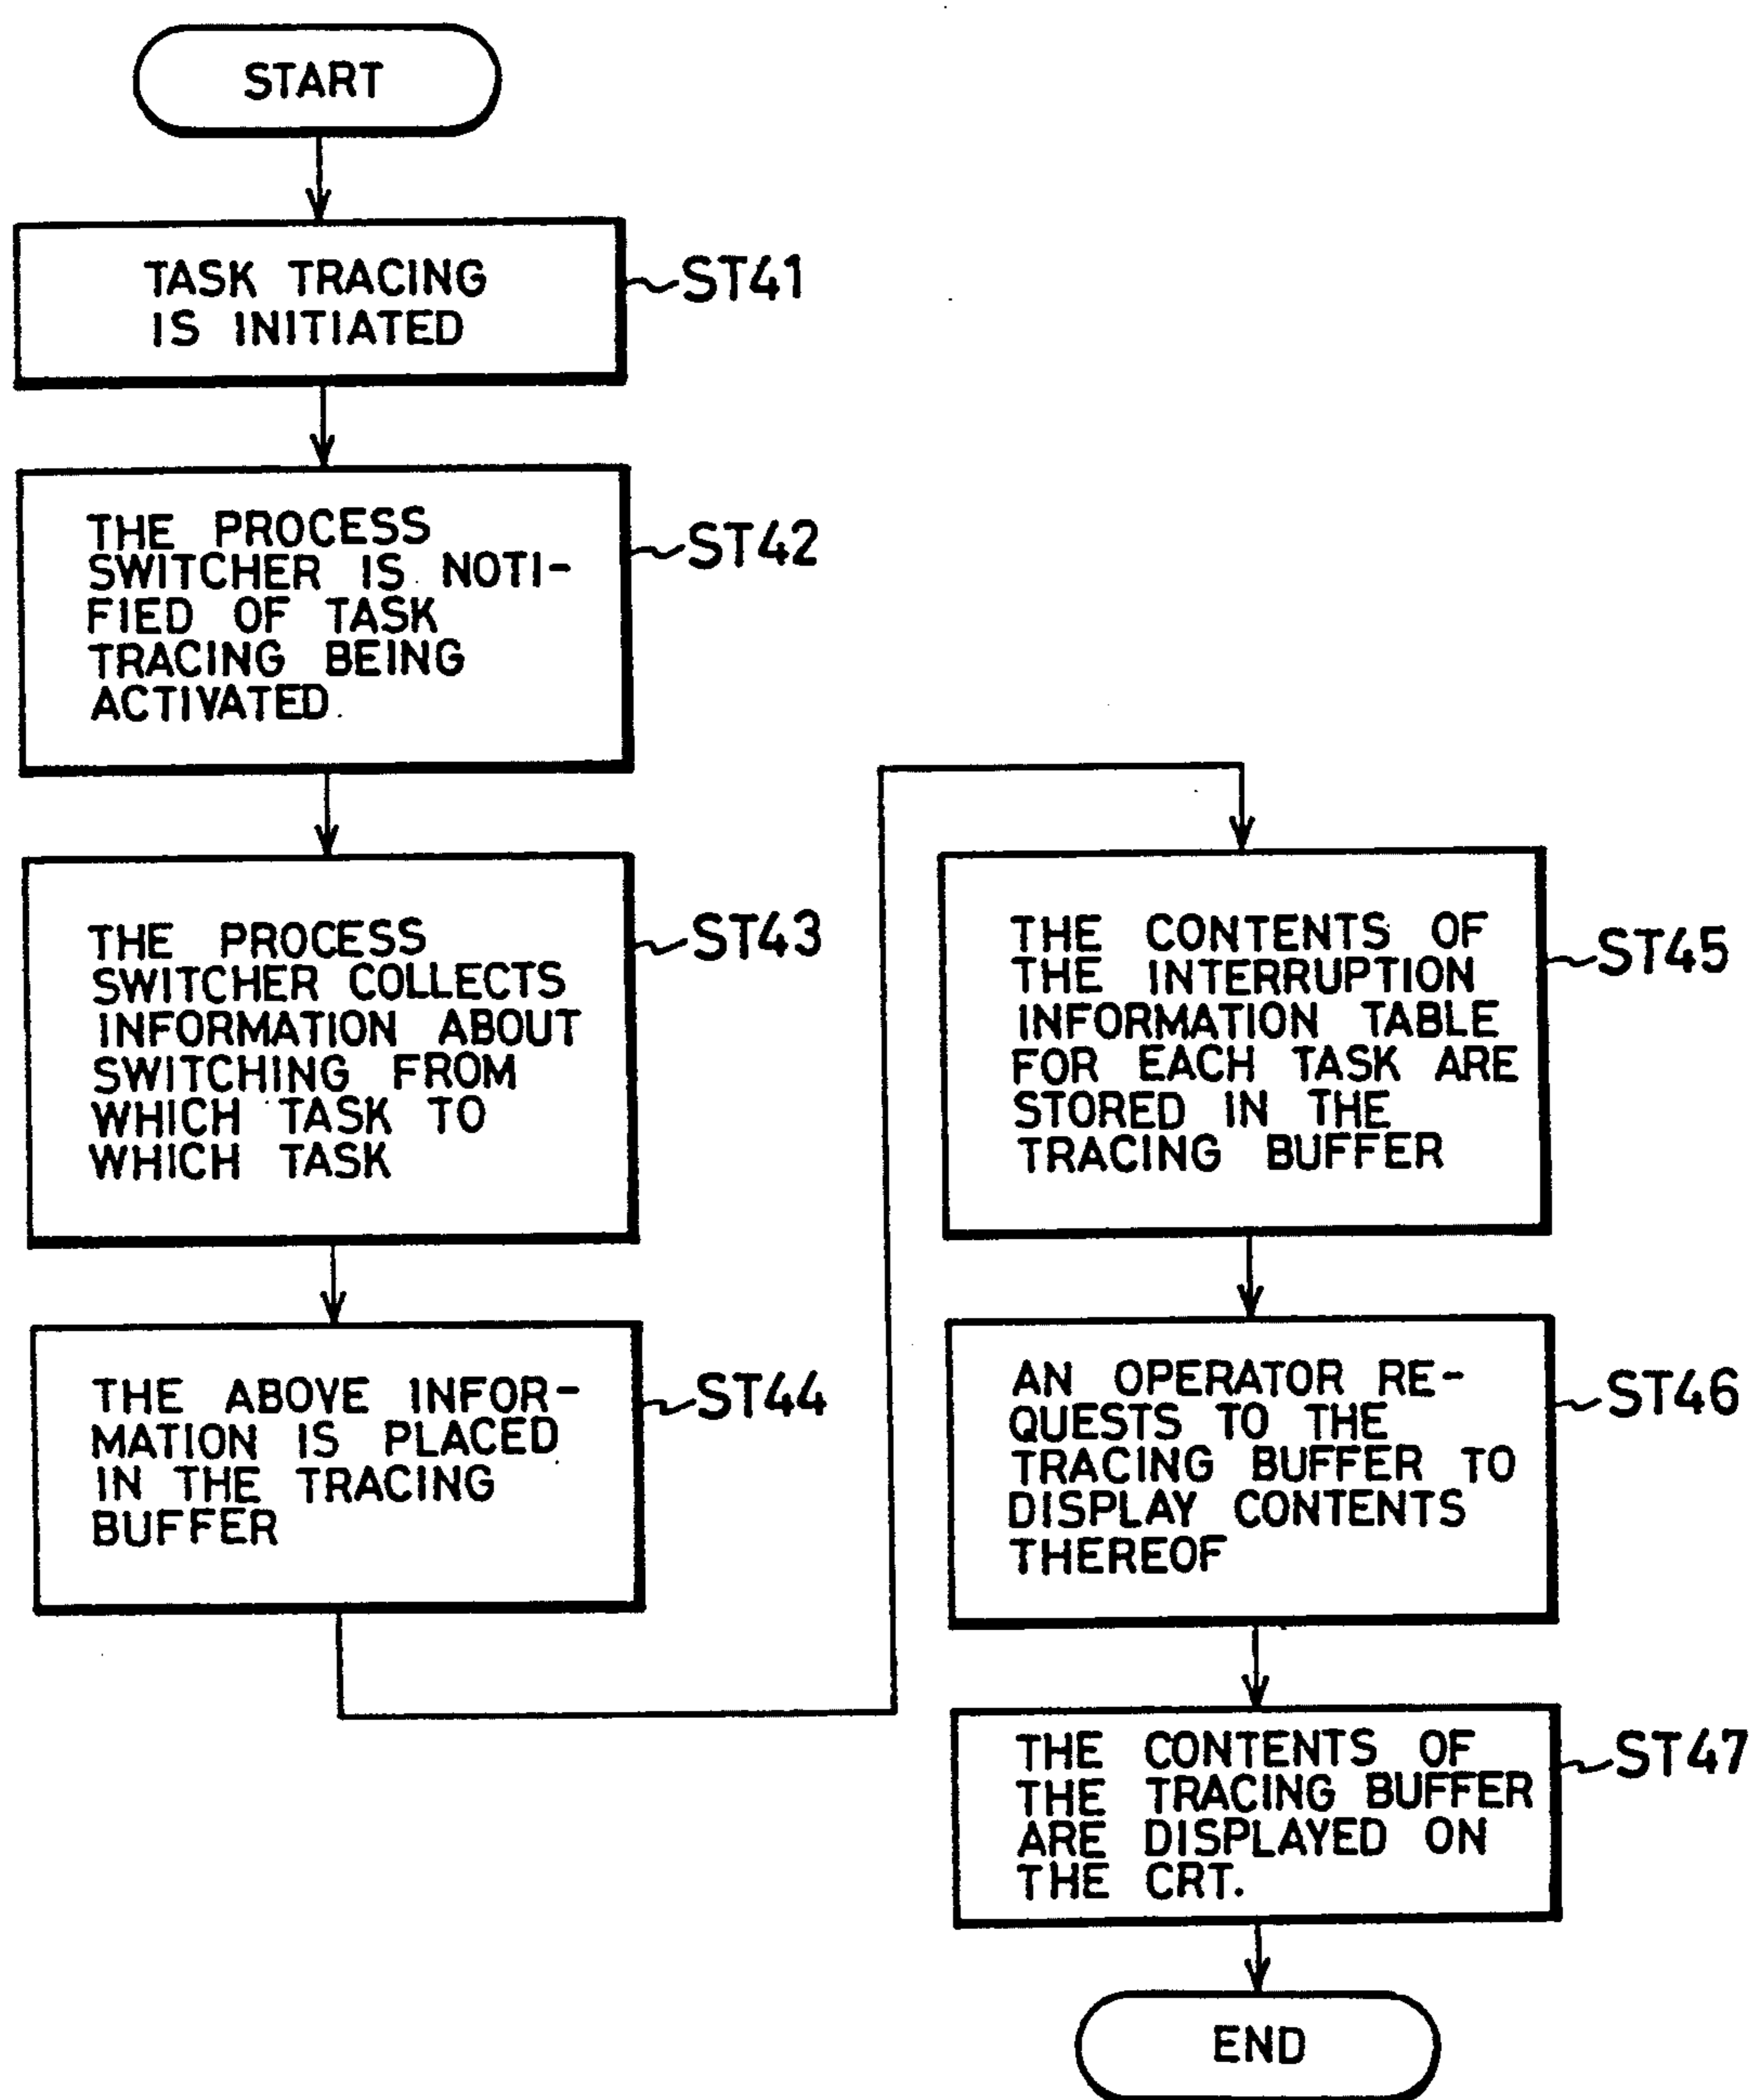 START
TASK TRACING
IS INITIATED
ST41
THE PROCESS
SWITCHER IS NOTI-
FIED OF TASK
TRACING BEING
ACTIVATED.
ST42
THE PROCESS
SWITCHER COLLECTS
INFORMATION ABOUT
SWITCHING FROM
WHICH TASK TO
WHICH TASK
ST43
THE ABOVE INFOR-
MATION IS PLACED
IN THE TRACING
BUFFER
ST44
THE CONTENTS OF
THE INTERRUPTION
INFORMATION TABLE
FOR EACH TASK ARE
STORED IN THE
TRACING BUFFER
ST45
AN OPERATOR RE-
QUESTS TO THE
TRACING BUFFER TO
DISPLAY CONTENTS
THEREOF
ST46
THE CONTENTS OF
THE TRACING BUFFER
ARE DISPLAYED ON
THE CRT.
ST47
END